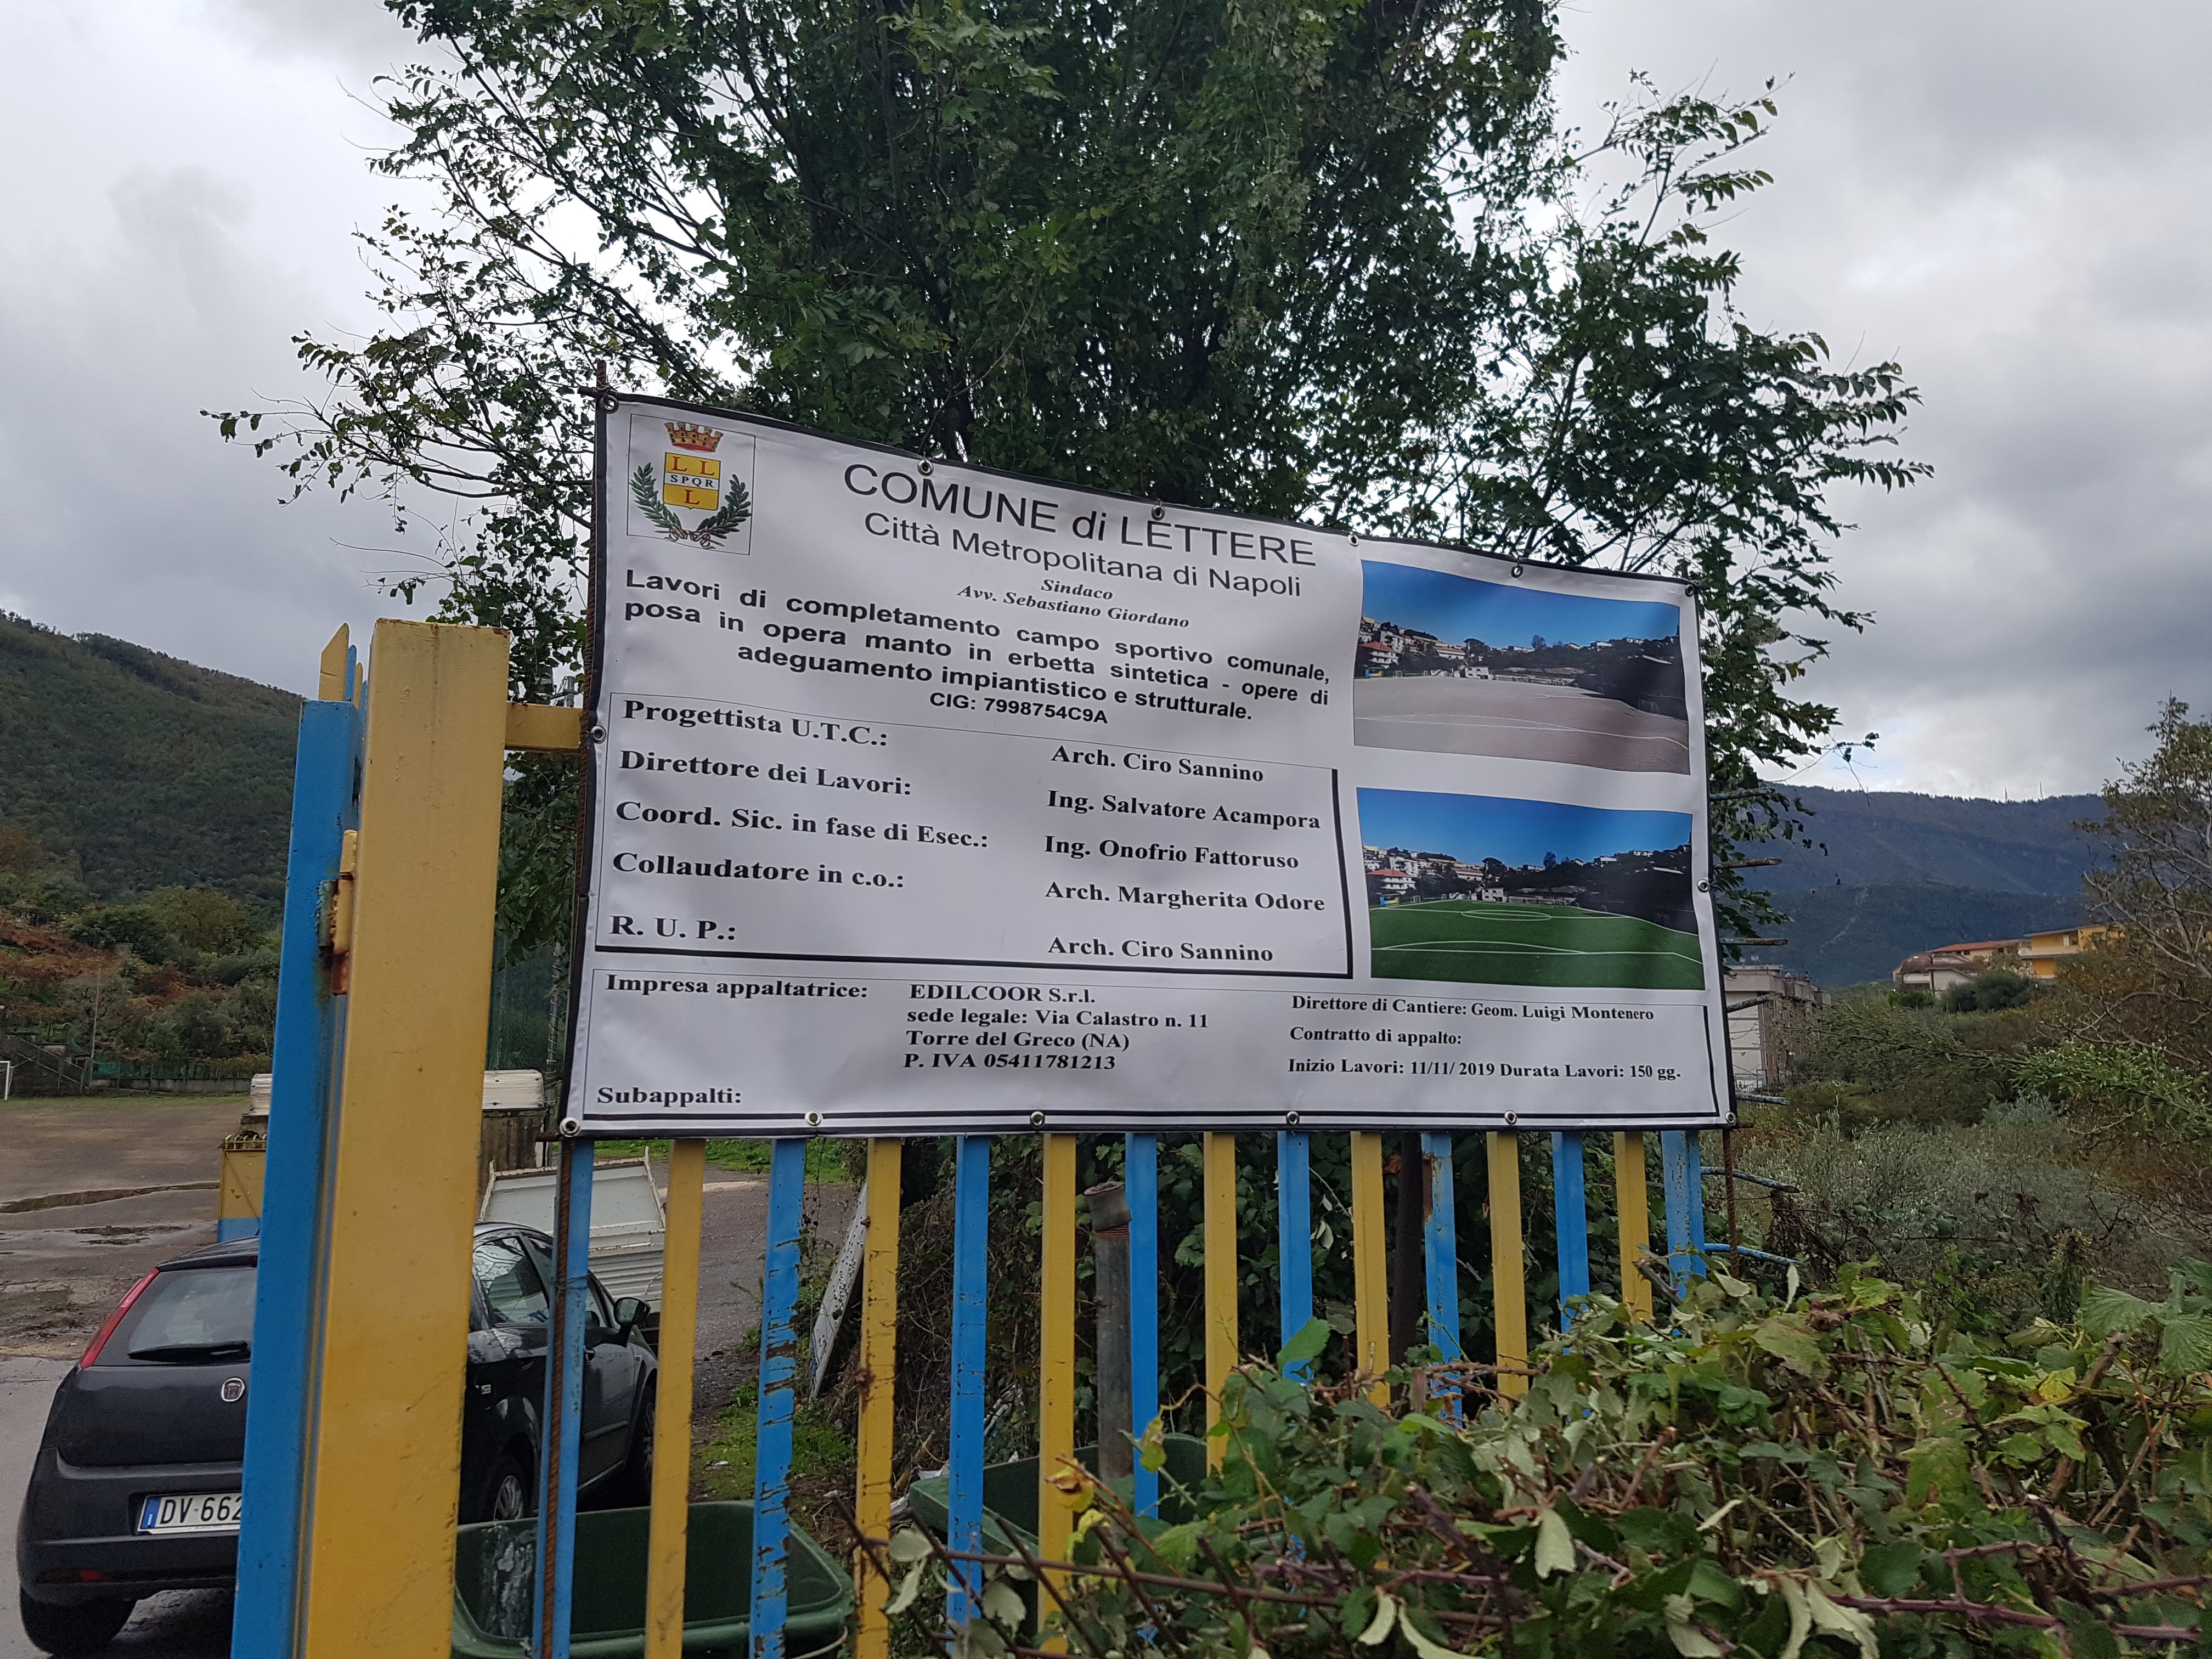 L L
SPQR
L
COMUNE di LETTERE
Città Metropolitana di Napoli
Sindaco
Avv. Sebastiano Giordano
Lavori di completamento campo sportivo comunale,
posa in opera manto in erbetta sintetica - opere di
adeguamento impiantistico e strutturale.
CIG: 7998754C9A
Progettista U.T.C.: Arch. Ciro Sannino
Direttore dei Lavori: Ing. Salvatore Acampora
Coord. Sic. in fase di Esec.: Ing. Onofrio Fattoruso
Collaudatore in c.o.: Arch. Margherita Odore
R. U. P.: Arch. Ciro Sannino
Impresa appaltatrice: EDILCOOR S.r.l.
sede legale: Via Calastro n. 11
Torre del Greco (NA)
P. IVA 05411781213
Subappalti:
Direttore di Cantiere: Geom. Luigi Montenero
Contratto di appalto:
Inizio Lavori: 11/11/ 2019 Durata Lavori: 150 gg.
DV 662